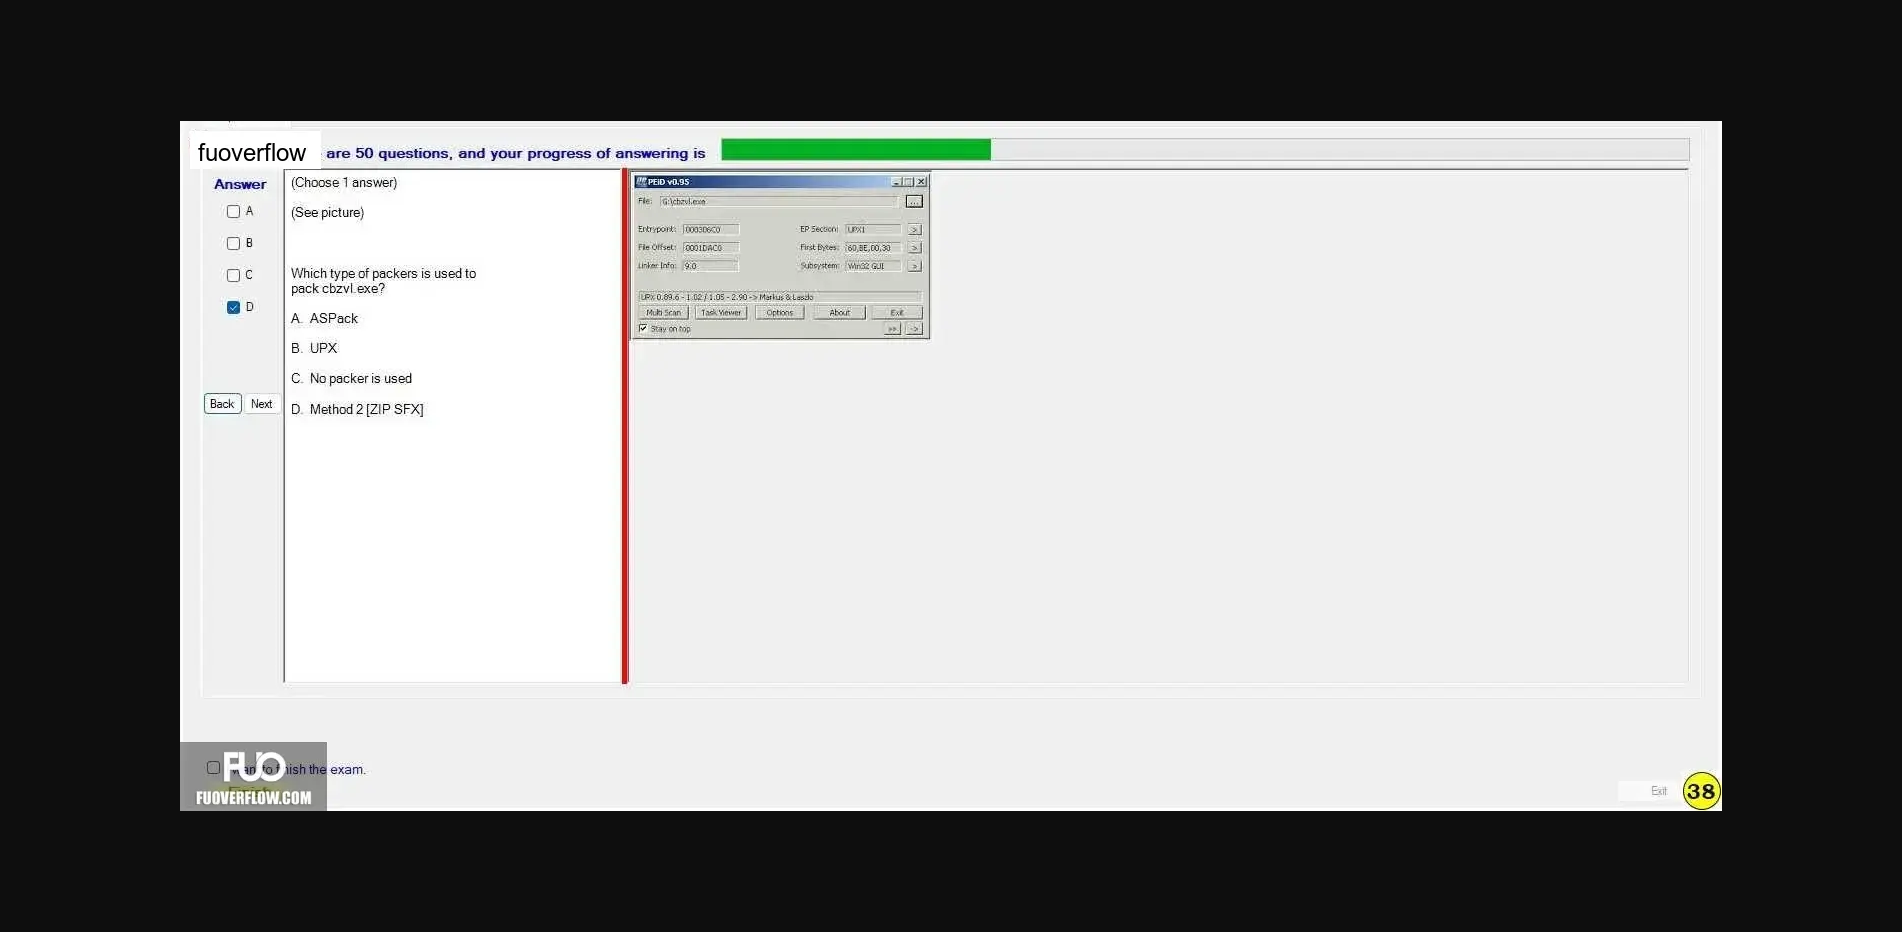 fuoverflow are 50 questions, and your progress of answering is
Answer
A
B
C
D
Back Next
(Choose 1 answer)
(See picture)
Which type of packers is used to
pack cbzvl.exe?
A. ASPack
B. UPX
C. No packer is used
D. Method 2 [ZIP SFX]
PEiD v0.95
File: G:\cbzvl.exe ...
Entrypoint: 000306C0 EP Section: UPX1 >
File Offset: 0001DAC0 First Bytes: 60,BE,00,30 >
Linker Info: 9.0 Subsystem: Win32 GUI >
UPX 0.89.6 - 1.02 / 1.05 - 2.90 -> Markus & Laszlo
Multi Scan Task Viewer Options About Exit
Stay on top >> ->
want to finish the exam.
Finish
FUO
FUOVERFLOW.COM
Exit 38